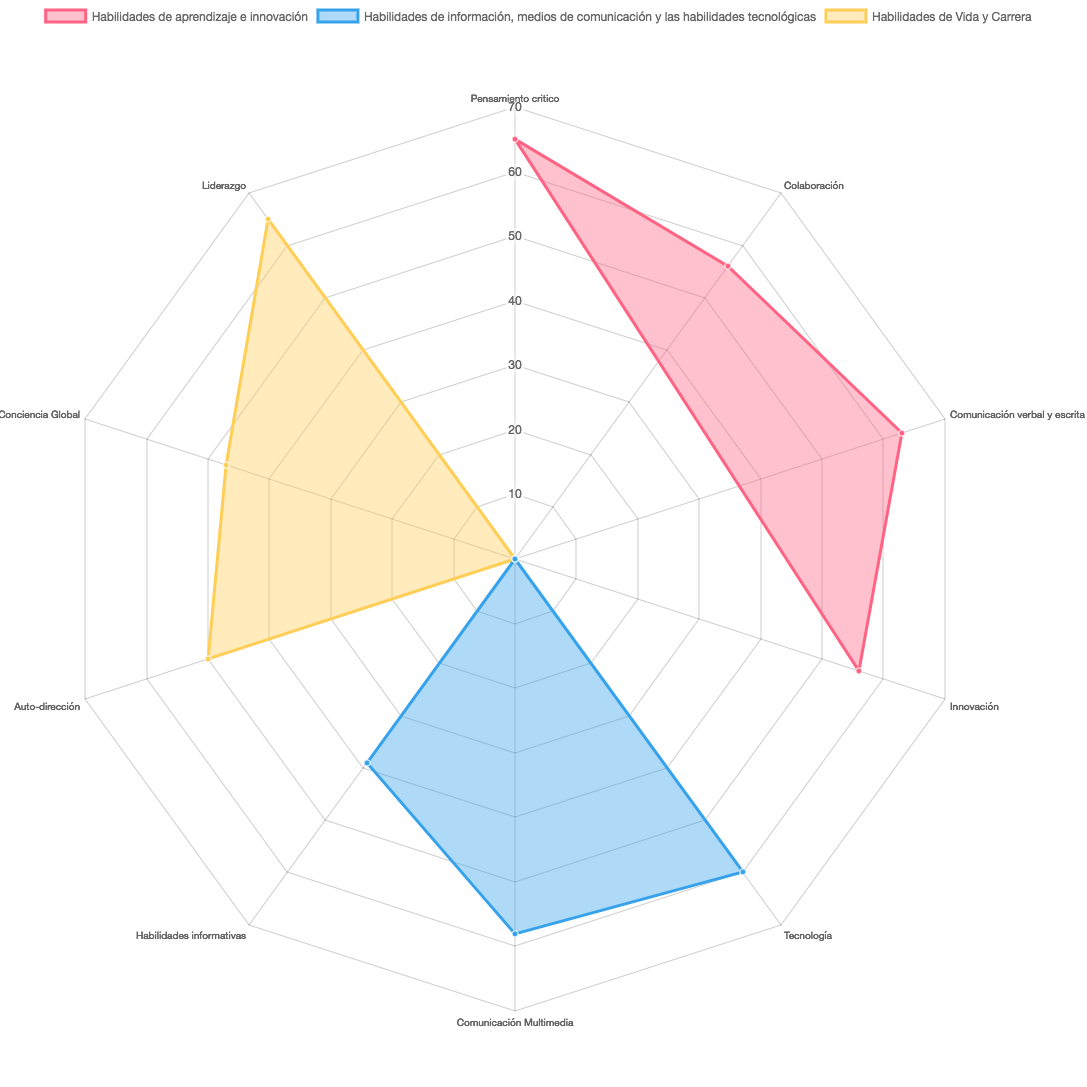 Habilidades de aprendizaje e innovación
Habilidades de información, medios de comunicación y las habilidades tecnológicas
Habilidades de Vida y Carrera
Pensamiento critico
70
Liderazgo
Colaboración
60
50
40
30
20
10
Conciencia Global
Comunicación verbal y escrita
Auto-dirección
Innovación
Habilidades informativas
Tecnología
Comunicación Multimedia